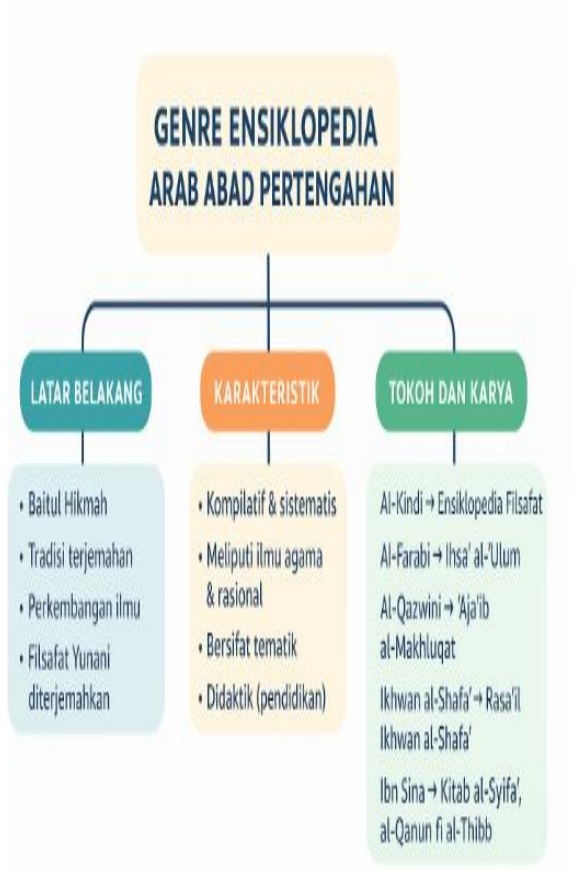 GENRE ENSIKLOPEDIA
ARAB ABAD PERTENGAHAN
LATAR BELAKANG
• Baitul Hikmah
• Tradisi terjemahan
• Perkembangan ilmu
• Filsafat Yunani
diterjemahkan
KARAKTERISTIK
• Kompilatif & sistematis
• Meliputi ilmu agama
& rasional
• Bersifat tematik
• Didaktik (pendidikan)
TOKOH DAN KARYA
Al-Kindi → Ensiklopedia Filsafat
Al-Farabi → Ihsa' al-'Ulum
Al-Qazwini → 'Aja'ib
al-Makhluqat
Ikhwan al-Shafa' → Rasa'il
Ikhwan al-Shafa'
Ibn Sina → Kitab al-Syifa',
al-Qanun fi al-Thibb